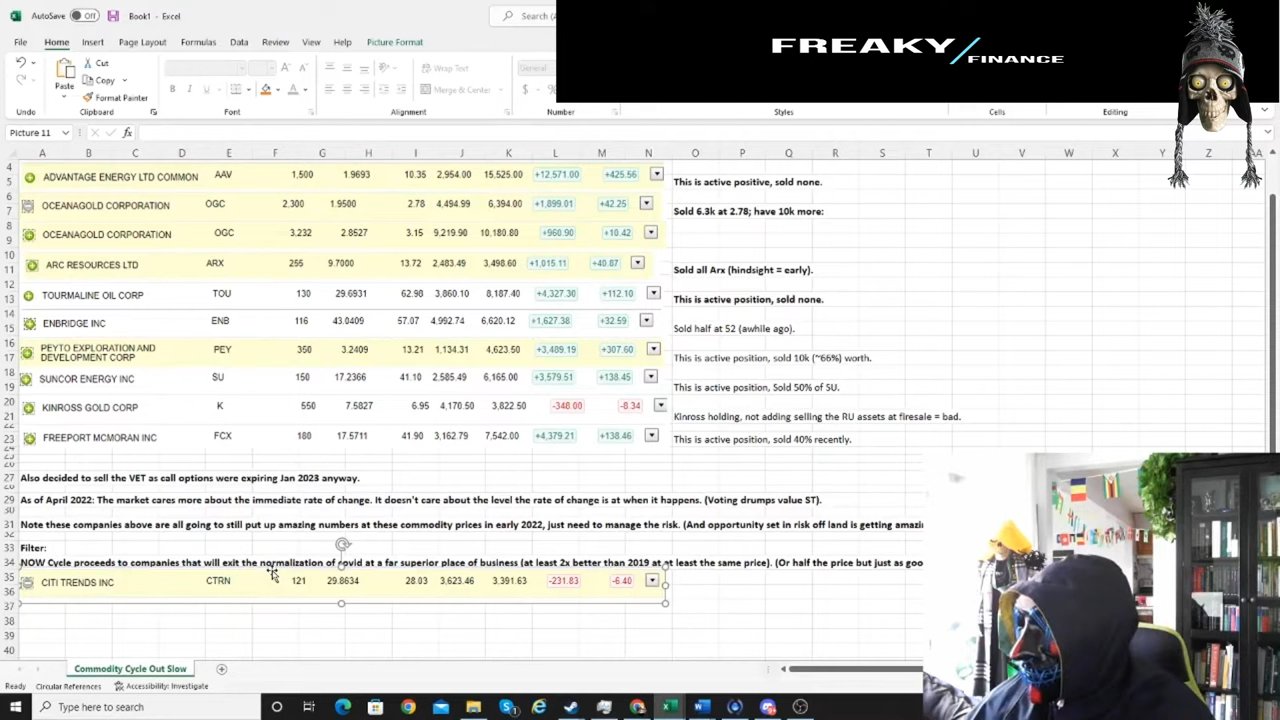 AutoSave Off Book1 - Excel Search (A
FREAKY FINANCE
File Home Insert Page Layout Formulas Data Review View Help Picture Format
Cut
Copy
Format Painter
Paste
Wrap Text
Merge & Center
General
Undo Clipboard Font Alignment Number Styles Cells Editing
Picture 11 fx
A B C D E F G H I J K L M N O P Q R S T U V W X Y Z AA
ADVANTAGE ENERGY LTD COMMON AAV 1,500 1.9693 10.35 2,954.00 15,525.00 +12,571.00 +425.56
This is active positive, sold none.
OCEANAGOLD CORPORATION OGC 2,300 1.9500 2.78 4,494.99 6,394.00 +1,899.01 +42.25
Sold 6.3k at 2.78; have 10k more:
OCEANAGOLD CORPORATION OGC 3,232 2.8527 3.15 9,219.90 10,180.80 +960.90 +10.42
ARC RESOURCES LTD ARX 255 9.7000 13.72 2,483.49 3,498.60 +1,015.11 +40.87
Sold all Arx (hindsight = early).
TOURMALINE OIL CORP TOU 130 29.6931 62.98 3,860.10 8,187.40 +4,327.30 +112.10
This is active position, sold none.
ENBRIDGE INC ENB 116 43.0409 57.07 4,992.74 6,620.12 +1,627.38 +32.59
Sold half at 52 (awhile ago).
PEYTO EXPLORATION AND DEVELOPMENT CORP PEY 350 3.2409 13.21 1,134.31 4,623.50 +3,489.19 +307.60
This is active position, sold 10k (~66%) worth.
SUNCOR ENERGY INC SU 150 17.2366 41.10 2,585.49 6,165.00 +3,579.51 +138.45
This is active position, Sold 50% of SU.
KINROSS GOLD CORP K 550 7.5827 6.95 4,170.50 3,822.50 -348.00 -8.34
Kinross holding, not adding selling the RU assets at firesale = bad.
FREEPORT MCMORAN INC FCX 180 17.5711 41.90 3,162.79 7,542.00 +4,379.21 +138.46
This is active position, sold 40% recently.
Also decided to sell the VET as call options were expiring Jan 2023 anyway.
As of April 2022: The market cares more about the immediate rate of change. It doesn't care about the level the rate of change is at when it happens. (Voting drumps value ST).
Note these companies above are all going to still put up amazing numbers at these commodity prices in early 2022, just need to manage the risk. (And opportunity set in risk off land is getting amazi
Filter:
NOW Cycle proceeds to companies that will exit the normalization of covid at a far superior place of business (at least 2x better than 2019 at at least the same price). (Or half the price but just as goo
CITI TRENDS INC CTRN 121 29.8634 28.03 3,623.46 3,391.63 -231.83 -6.40
Commodity Cycle Out Slow
Ready Circular References Accessibility: Investigate
Type here to search